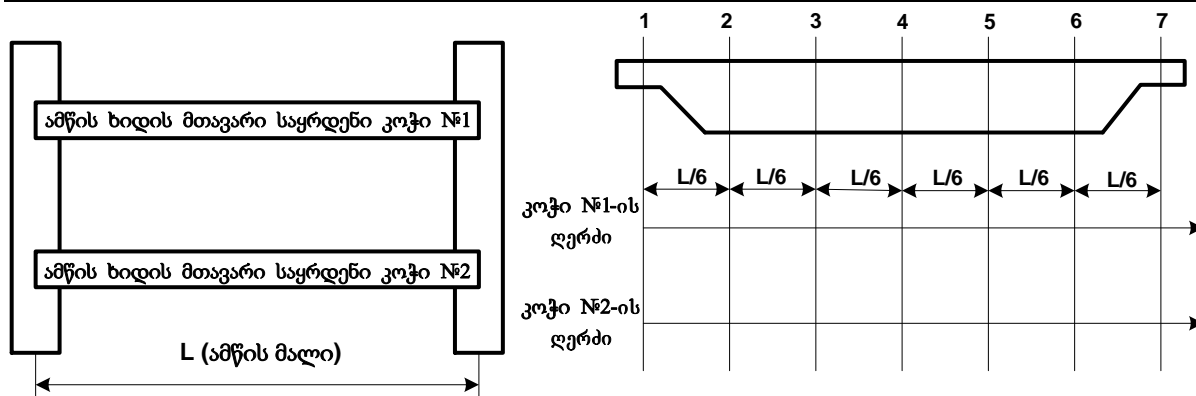 ამწის ხიდის მთავარი საყრდენი კოჭი №1
ამწის ხიდის მთავარი საყრდენი კოჭი №2
L (ამწის მალი)
1 2 3 4 5 6 7
L/6 L/6 L/6 L/6 L/6 L/6
კოჭი №1-ის
ღერძი
კოჭი №2-ის
ღერძი